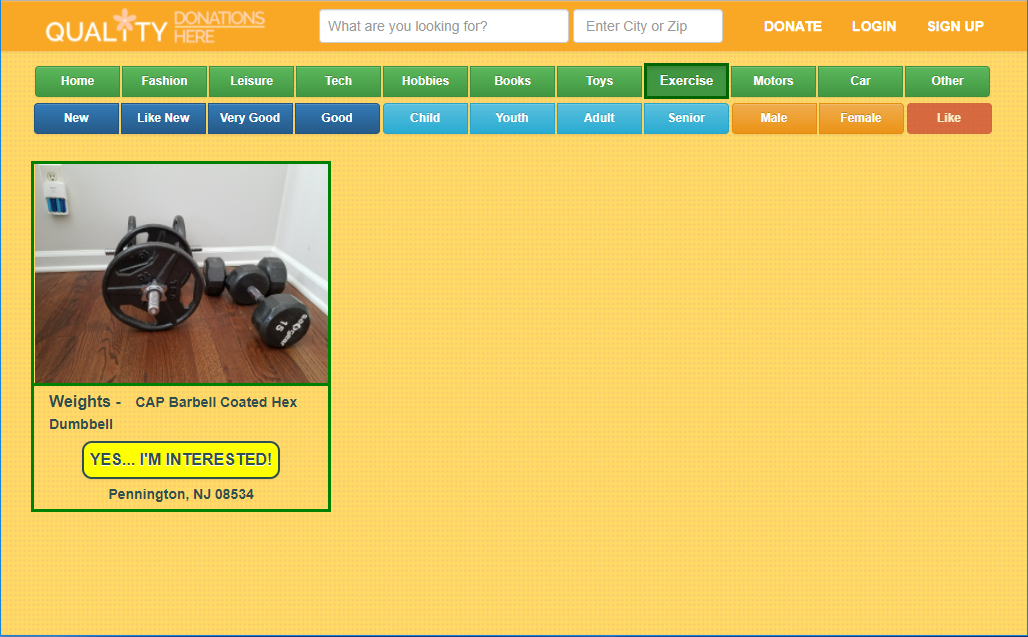 QUALITY DONATIONS HERE
What are you looking for? Enter City or Zip DONATE LOGIN SIGN UP
Home Fashion Leisure Tech Hobbies Books Toys Exercise Motors Car Other
New Like New Very Good Good Child Youth Adult Senior Male Female Like
15
Weights - CAP Barbell Coated Hex
Dumbbell
YES... I'M INTERESTED!
Pennington, NJ 08534